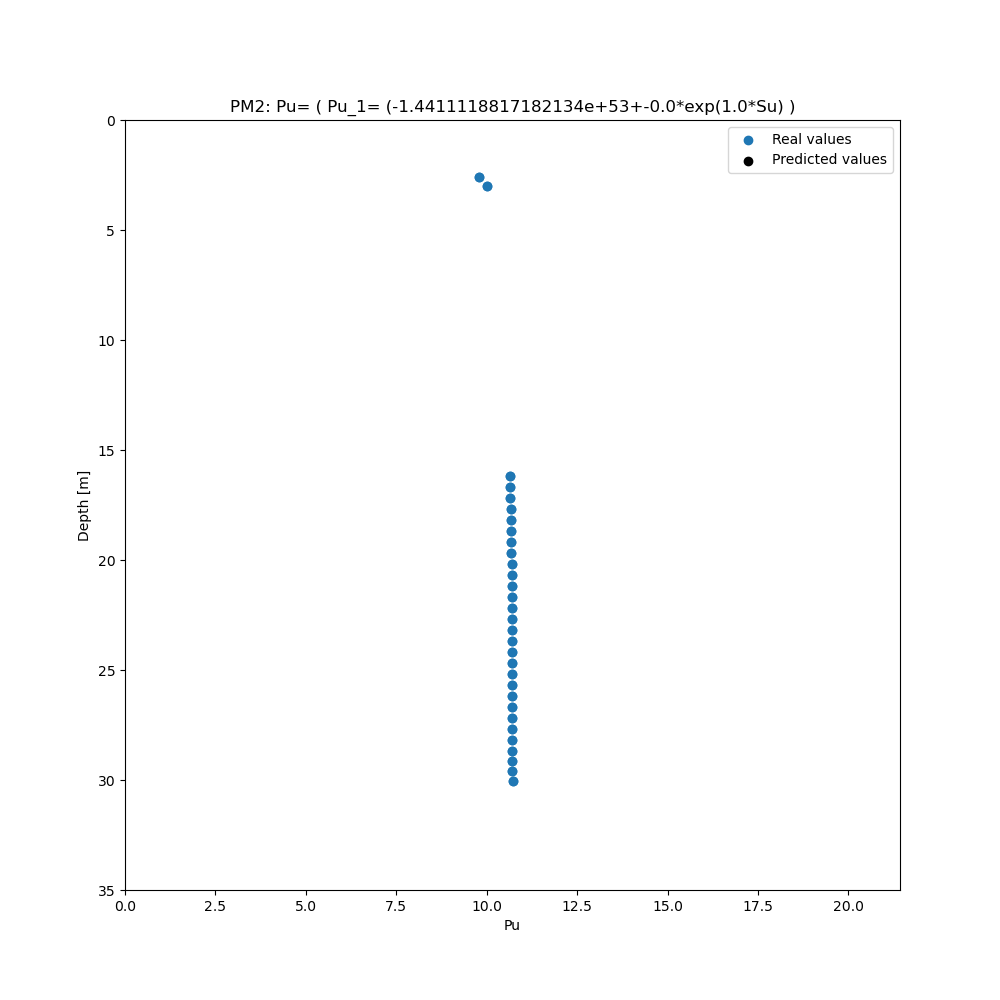 PM2: Pu= ( Pu_1= (-1.4411118817182134e+53+-0.0*exp(1.0*Su) )
Real values
Predicted values
0
5
10
15
20
25
30
35
Depth [m]
0.0 2.5 5.0 7.5 10.0 12.5 15.0 17.5 20.0
Pu